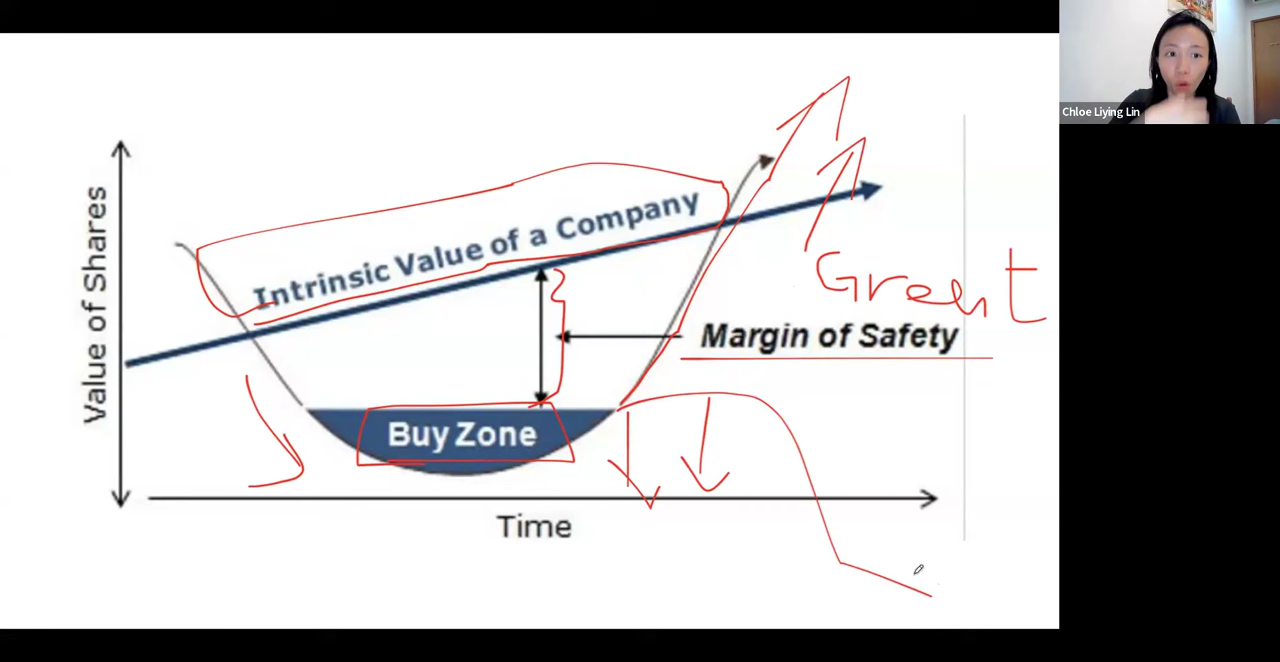 Chloe Liying Lin
Value of Shares
Intrinsic Value of a Company
Great
Margin of Safety
Buy Zone
Time